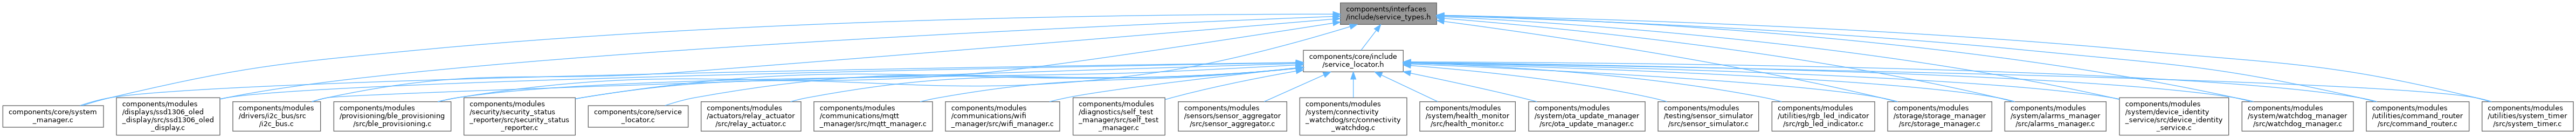 components/interfaces
/include/service_types.h
components/core/include
/service_locator.h
components/core/system
_manager.c
components/modules
/displays/ssd1306_oled
_display/src/ssd1306_oled
_display.c
components/modules
/drivers/i2c_bus/src
/i2c_bus.c
components/modules
/provisioning/ble_provisioning
/src/ble_provisioning.c
components/modules
/security/security_status
_reporter/src/security_status
_reporter.c
components/core/service
_locator.c
components/modules
/actuators/relay_actuator
/src/relay_actuator.c
components/modules
/communications/mqtt
_manager/src/mqtt_manager.c
components/modules
/communications/wifi
_manager/src/wifi_manager.c
components/modules
/diagnostics/self_test
_manager/src/self_test
_manager.c
components/modules
/sensors/sensor_aggregator
/src/sensor_aggregator.c
components/modules
/system/connectivity
_watchdog/src/connectivity
_watchdog.c
components/modules
/system/health_monitor
/src/health_monitor.c
components/modules
/system/ota_update_manager
/src/ota_update_manager.c
components/modules
/testing/sensor_simulator
/src/sensor_simulator.c
components/modules
/utilities/rgb_led_indicator
/src/rgb_led_indicator.c
components/modules
/storage/storage_manager
/src/storage_manager.c
components/modules
/system/alarms_manager
/src/alarms_manager.c
components/modules
/system/device_identity
_service/src/device_identity
_service.c
components/modules
/system/watchdog_manager
/src/watchdog_manager.c
components/modules
/utilities/command_router
/src/command_router.c
components/modules
/utilities/system_timer
/src/system_timer.c